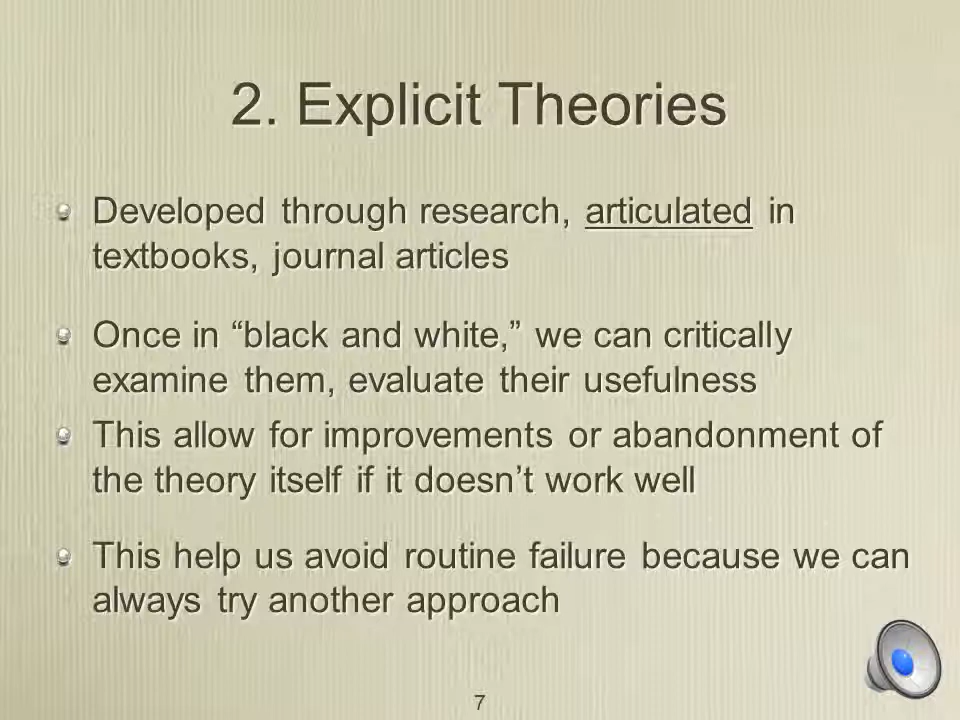 2. Explicit Theories
Developed through research, articulated in
textbooks, journal articles
Once in “black and white,” we can critically
examine them, evaluate their usefulness
This allow for improvements or abandonment of
the theory itself if it doesn’t work well
This help us avoid routine failure because we can
always try another approach
7